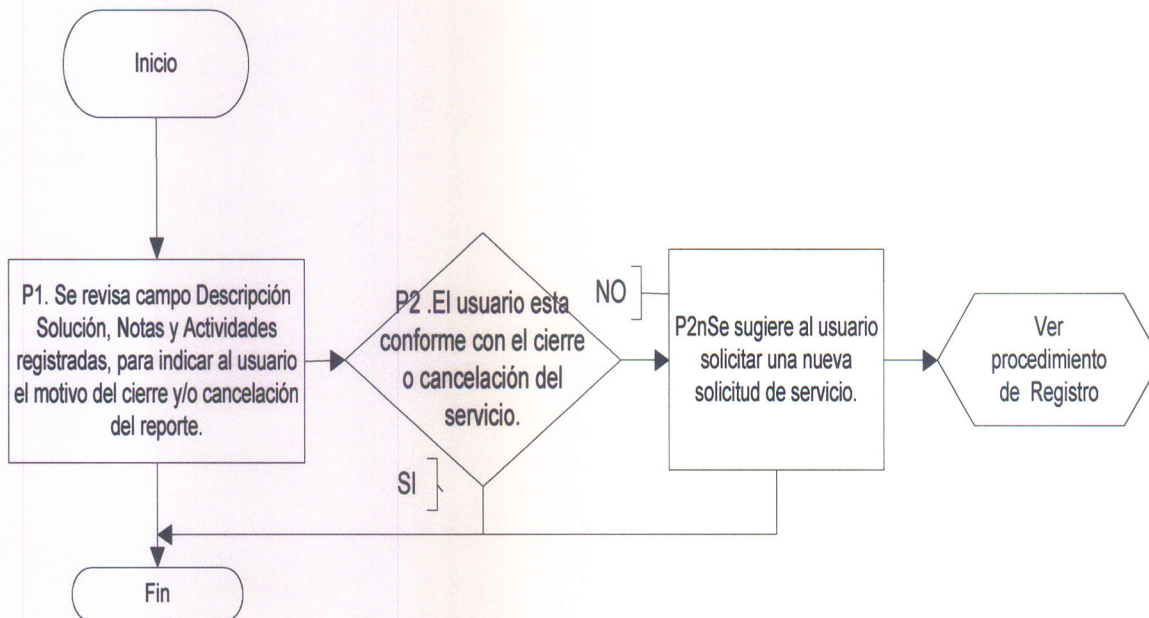 Inicio
P1. Se revisa campo Descripción
Solución, Notas y Actividades
registradas, para indicar al usuario
el motivo del cierre y/o cancelación
del reporte.
P2 .El usuario esta
conforme con el cierre
o cancelación del
servicio.
NO
SI
P2nSe sugiere al usuario
solicitar una nueva
solicitud de servicio.
Ver
procedimiento
de Registro
Fin